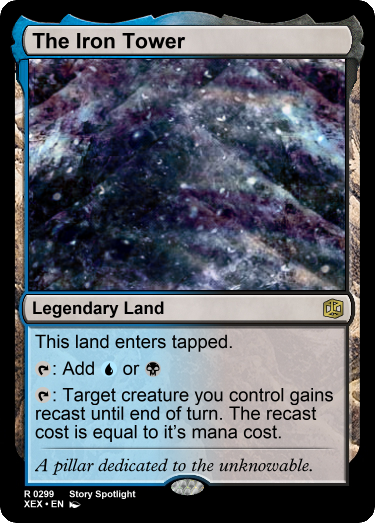 The Iron Tower
Legendary Land
This land enters tapped.
: Add or
: Target creature you control gains
recast until end of turn. The recast
cost is equal to it's mana cost.
A pillar dedicated to the unknowable.
R 0299 Story Spotlight
XEX • EN